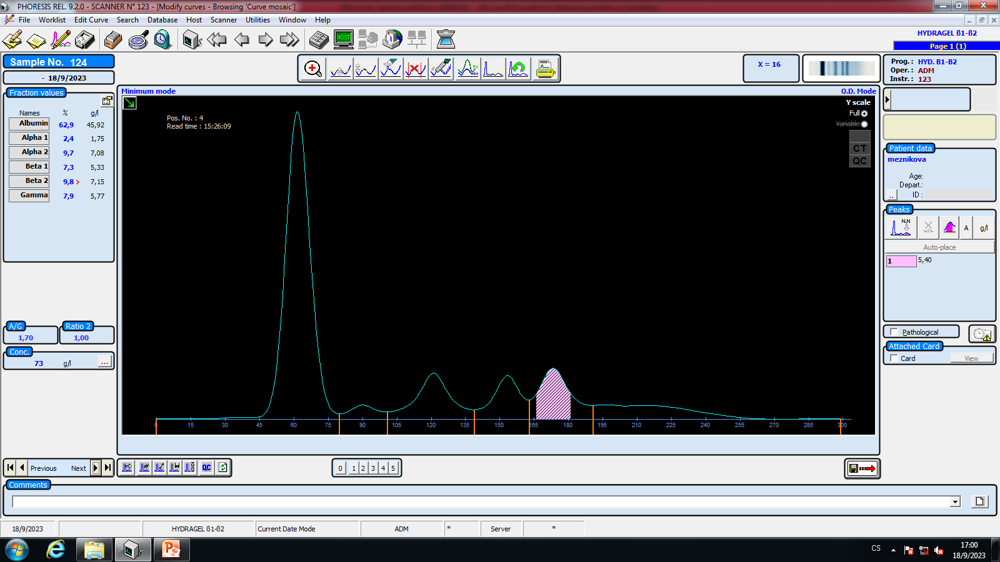 PHORESIS REL. 9.2.0 - SCANNER N° 123 - [Modify curves - Browsing 'Curve mosaic']
File Worklist Edit Curve Search Database Host Scanner Utilities Window Help
HOST
HYDRAGEL ß1-ß2
Page 1 (1)
Sample No. 124
- 18/9/2023
X = 16
Prog.: HYD. B1-B2
Oper.: ADM
Instr.: 123
Fraction values
Names % g/l
Albumin 62,9 45,92
Alpha 1 2,4 1,75
Alpha 2 9,7 7,08
Beta 1 7,3 5,33
Beta 2 9,8 > 7,15
Gamma 7,9 5,77
A/G
1,70
Ratio 2
1,00
Conc.
73 g/l ...
Minimum mode
O.D. Mode
Pos. No. : 4
Read time : 15:26:09
Y scale
Full
Variable
CT
QC
0 15 30 45 60 75 90 105 120 135 150 165 180 195 210 225 240 255 270 285 300
Patient data
meznikova
Age:
Depart.:
.. ID :
Peaks
N.N A g/l
Auto-place
1 5,40
Pathological
Attached Card
Card View
Previous Next
QC
0 1 2 3 4 5
Comments
18/9/2023 HYDRAGEL ß1-ß2 Current Date Mode ADM * Server *
CS
17:00
18/9/2023